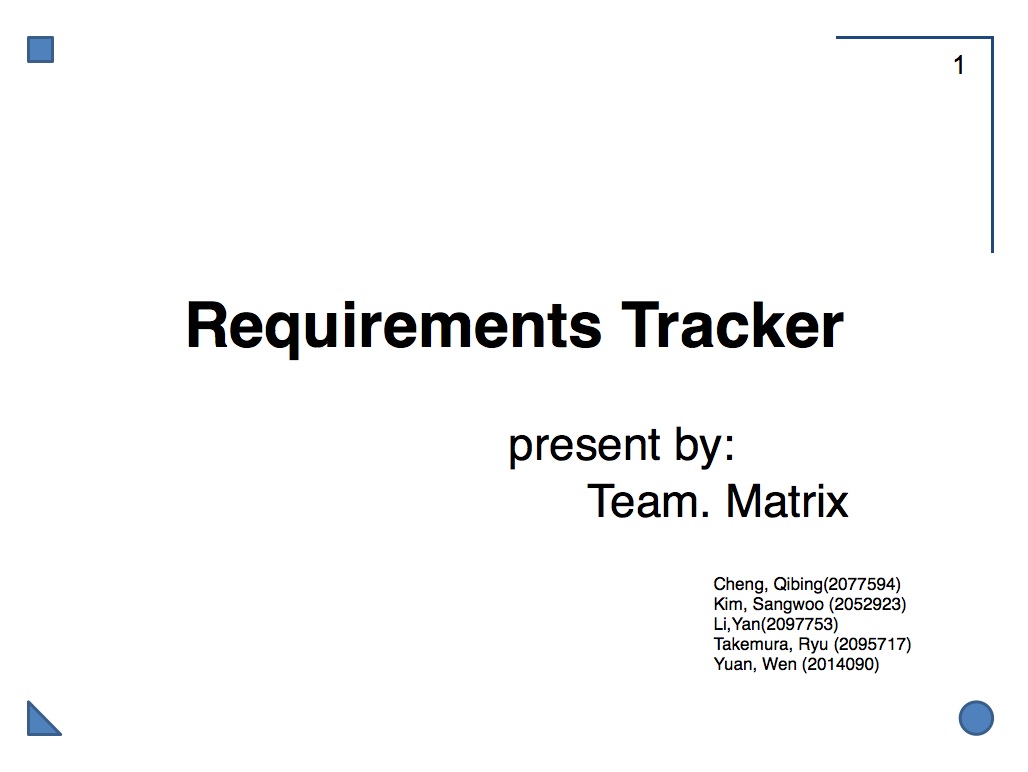 1
Requirements Tracker
present by:
Team. Matrix
Cheng, Qibing(2077594)
Kim, Sangwoo (2052923)
Li,Yan(2097753)
Takemura, Ryu (2095717)
Yuan, Wen (2014090)